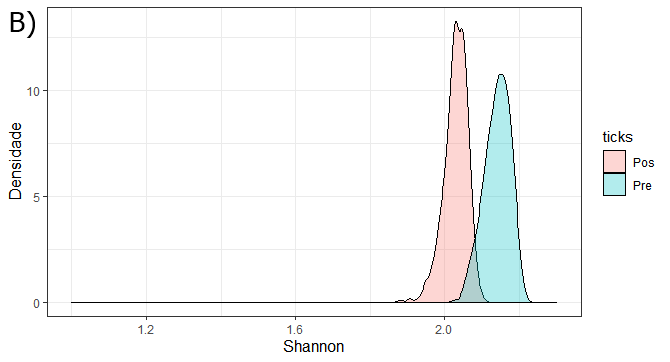 B)
Densidade
10
5
0
1.2
1.6
2.0
Shannon
ticks
Pos
Pre